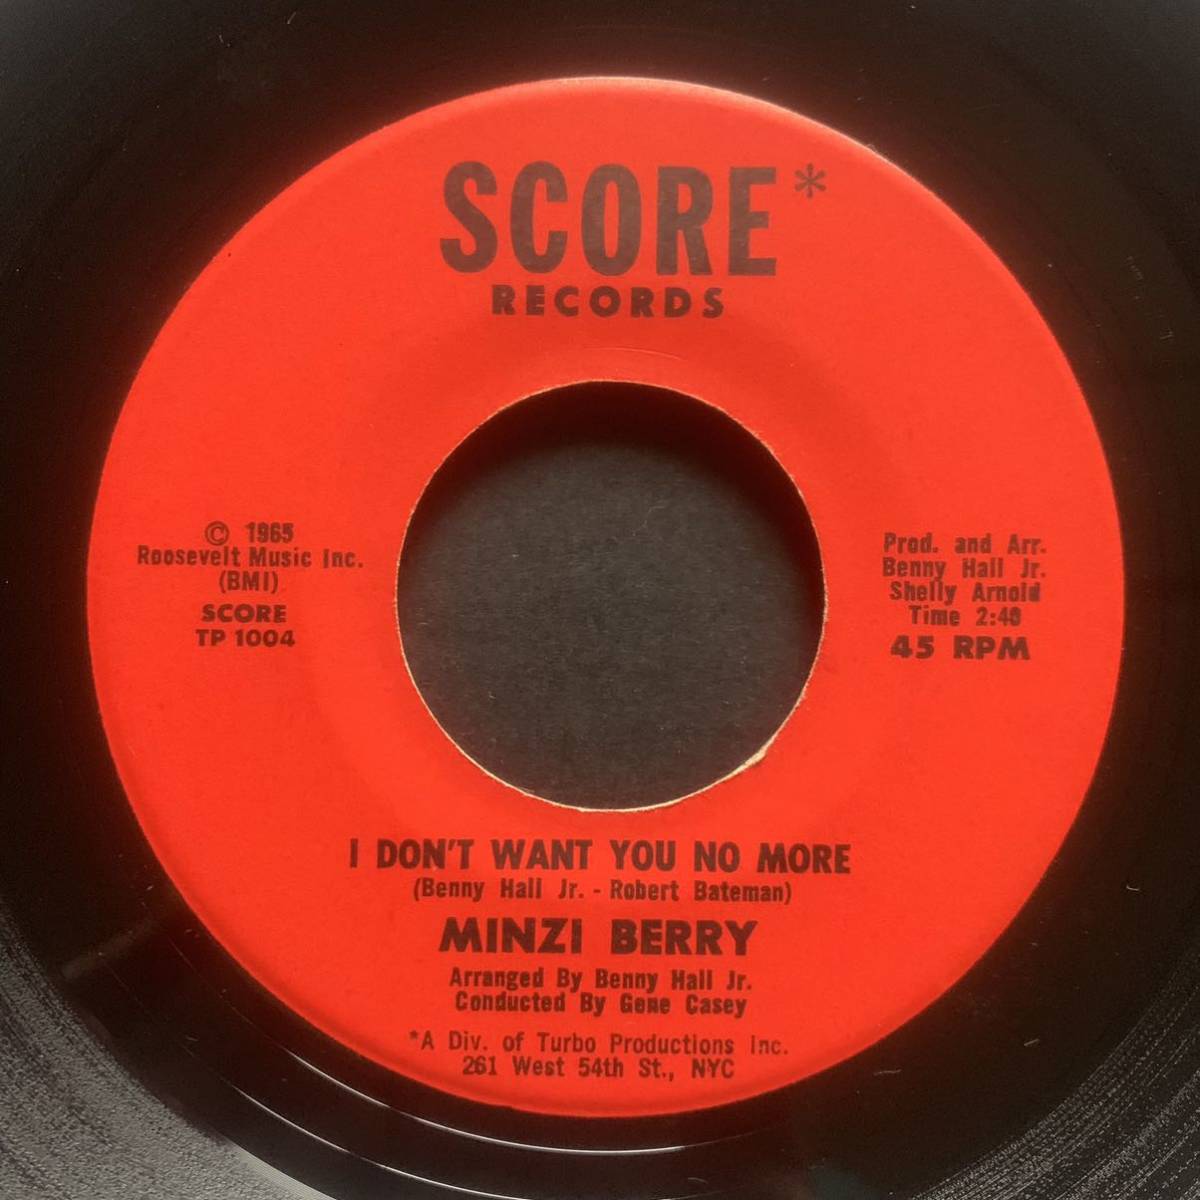 SCORE*
RECORDS
© 1965
Roosevelt Music Inc.
(BMI)
SCORE
TP 1004
Prod. and Arr.
Benny Hall Jr.
Shelly Arnold
Time 2:48
45 RPM
I DON'T WANT YOU NO MORE
(Benny Hall Jr. - Robert Bateman)
MINZI BERRY
Arranged By Benny Hall Jr.
Conducted By Gene Casey
*A Div. of Turbo Productions Inc.
261 West 54th St., NYC